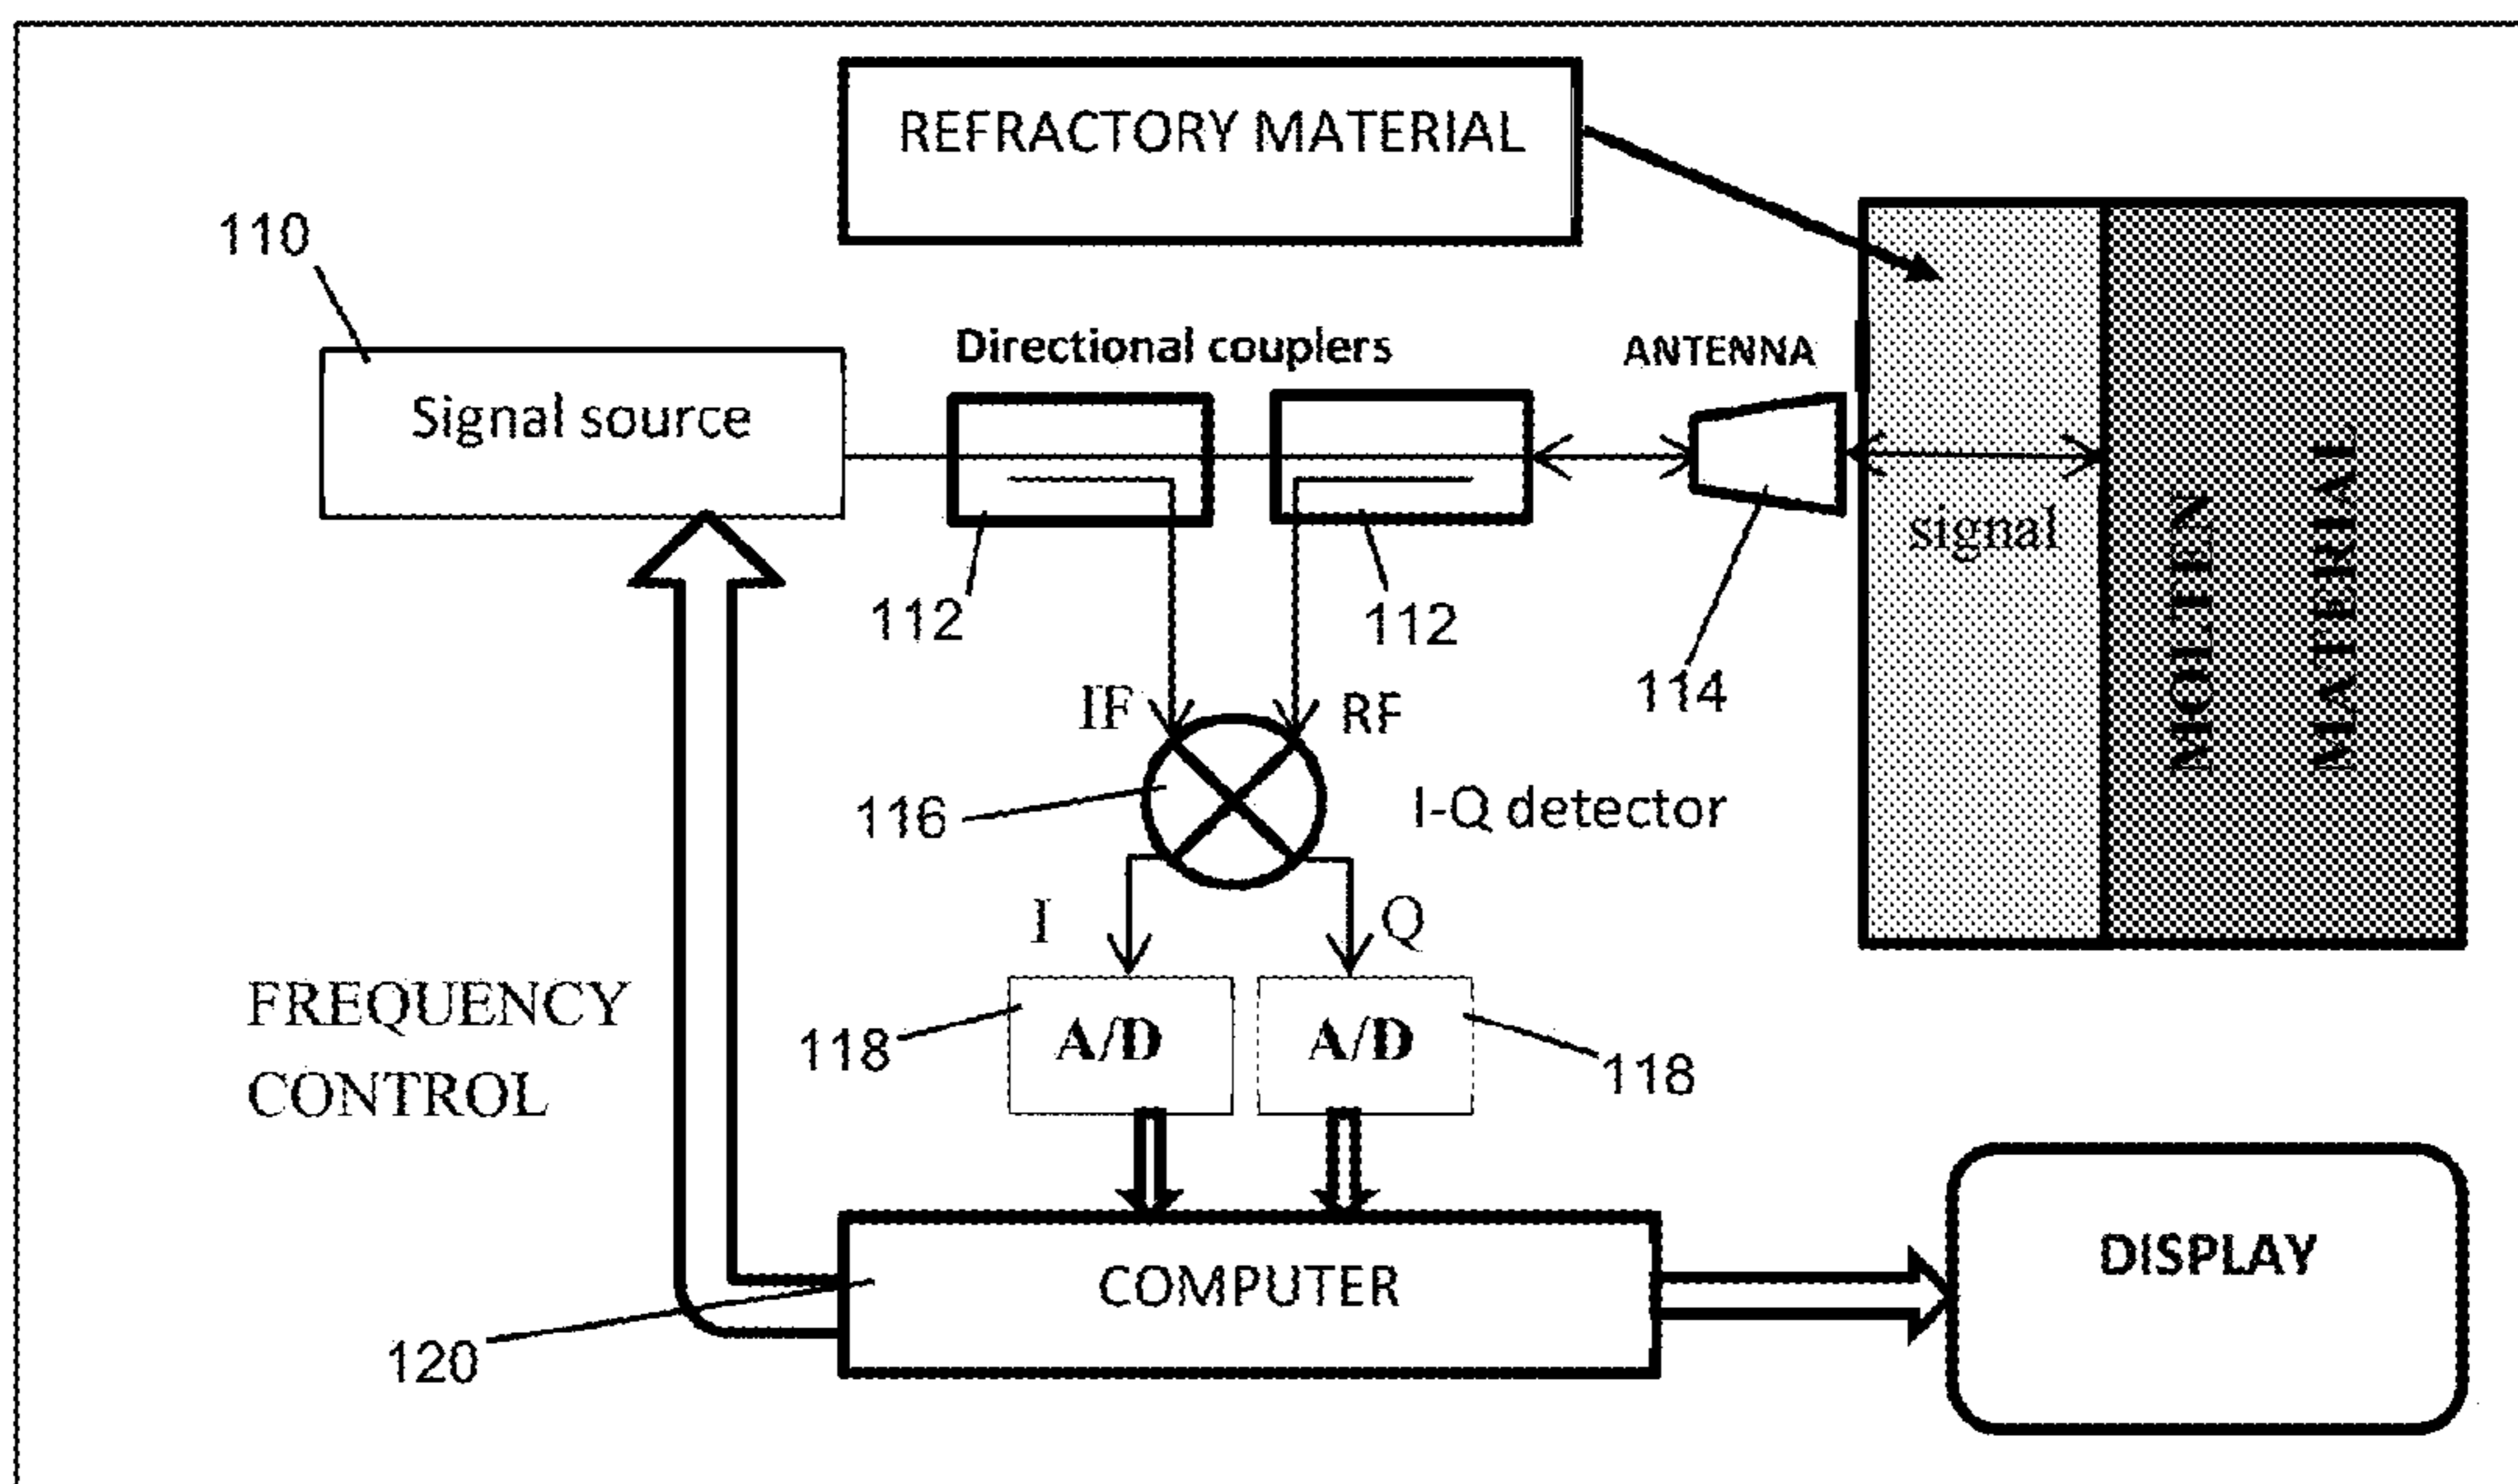 REFRACTORY MATERIAL
110
Directional couplers
ANTENNA
Signal source
signal
MOLTEN
MATERIAL
112
112
114
IF
RF
116
I-Q detector
I
Q
FREQUENCY
CONTROL
118
A/D
A/D
118
COMPUTER
DISPLAY
120